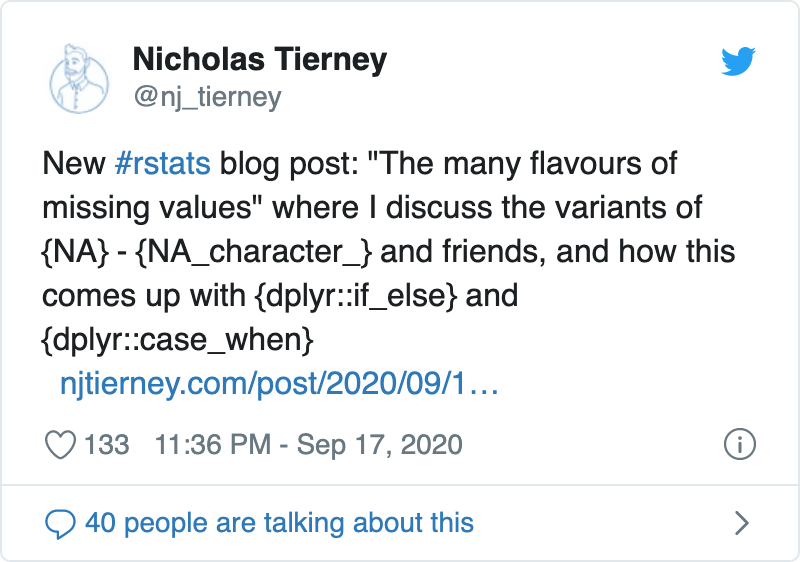 Nicholas Tierney
@nj_tierney
New #rstats blog post: "The many flavours of
missing values" where I discuss the variants of
{NA} - {NA_character_} and friends, and how this
comes up with {dplyr::if_else} and
{dplyr::case_when}
njtierney.com/post/2020/09/1…
133 11:36 PM - Sep 17, 2020
40 people are talking about this